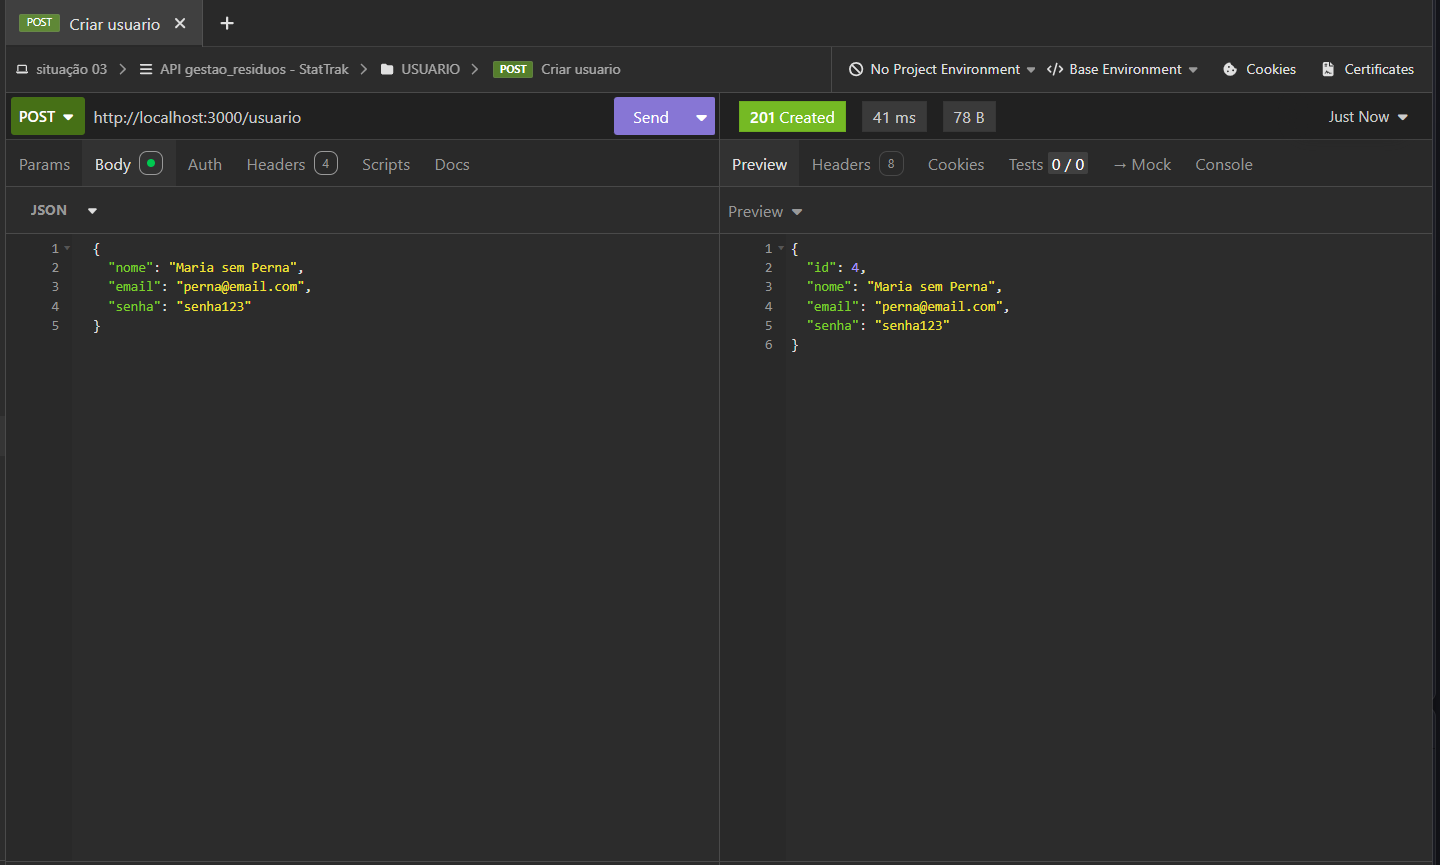 POST Criar usuario
situação 03 API gestao_residuos - StatTrak USUARIO POST Criar usuario No Project Environment Base Environment Cookies Certificates
POST http://localhost:3000/usuario Send 201 Created 41 ms 78 B Just Now
Params Body Auth Headers 4 Scripts Docs Preview Headers 8 Cookies Tests 0 / 0 → Mock Console
JSON Preview
1 {
2 "nome": "Maria sem Perna",
3 "email": "perna@email.com",
4 "senha": "senha123"
5 }
1 {
2 "id": 4,
3 "nome": "Maria sem Perna",
4 "email": "perna@email.com",
5 "senha": "senha123"
6 }